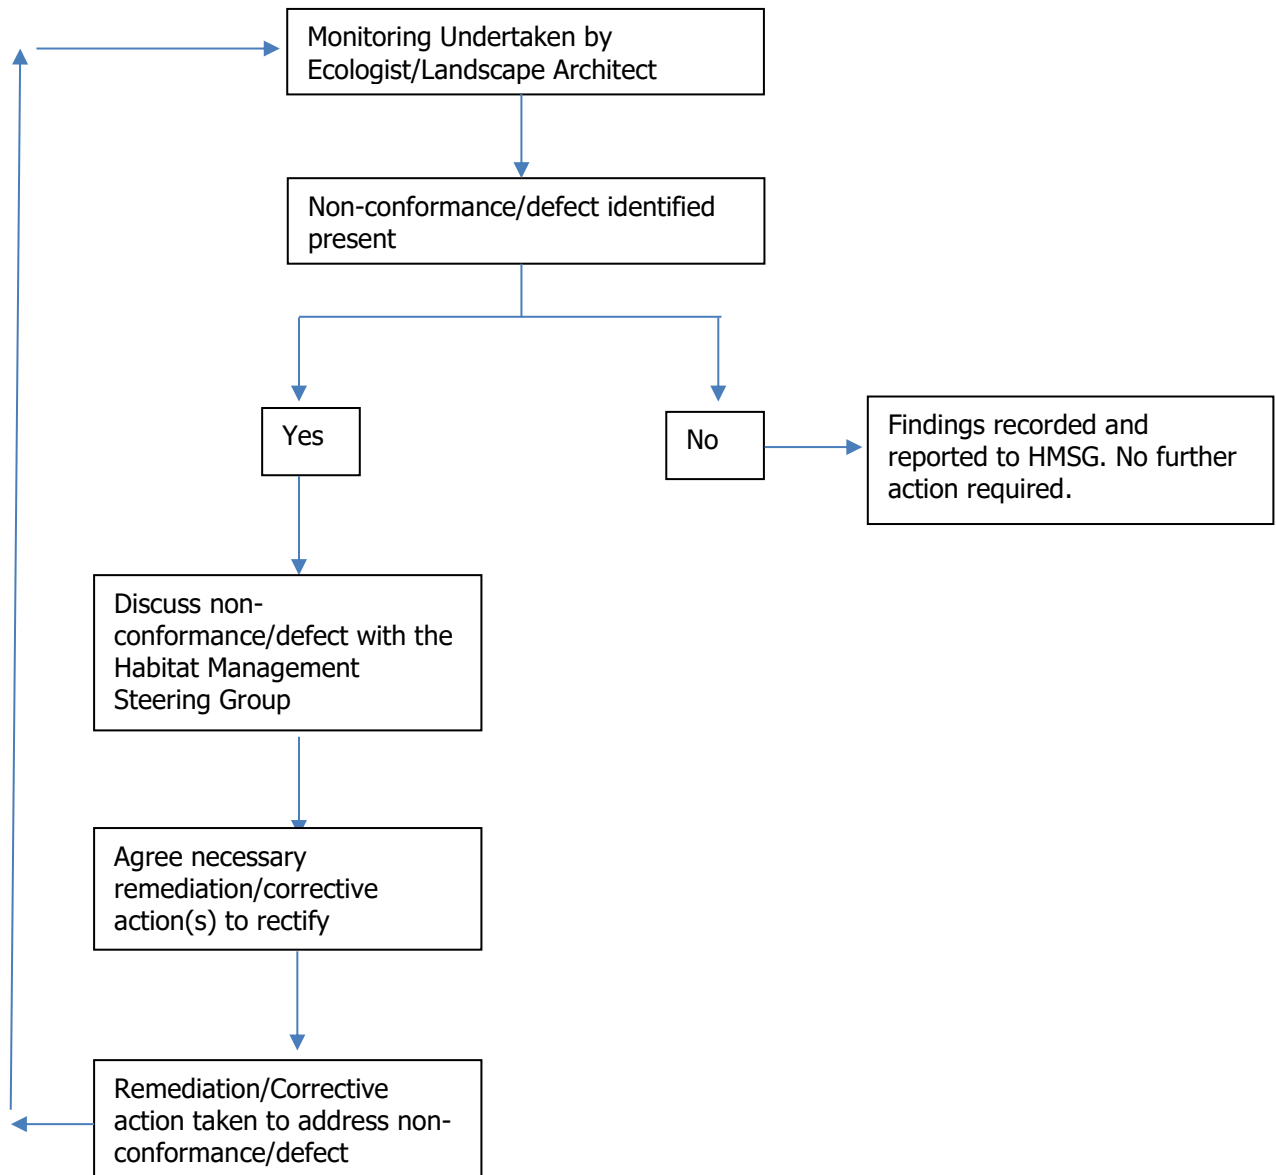 Monitoring Undertaken by
Ecologist/Landscape Architect
Non-conformance/defect identified
present
Yes
No
Findings recorded and
reported to HMSG. No further
action required.
Discuss non-
conformance/defect with the
Habitat Management
Steering Group
Agree necessary
remediation/corrective
action(s) to rectify
Remediation/Corrective
action taken to address non-
conformance/defect